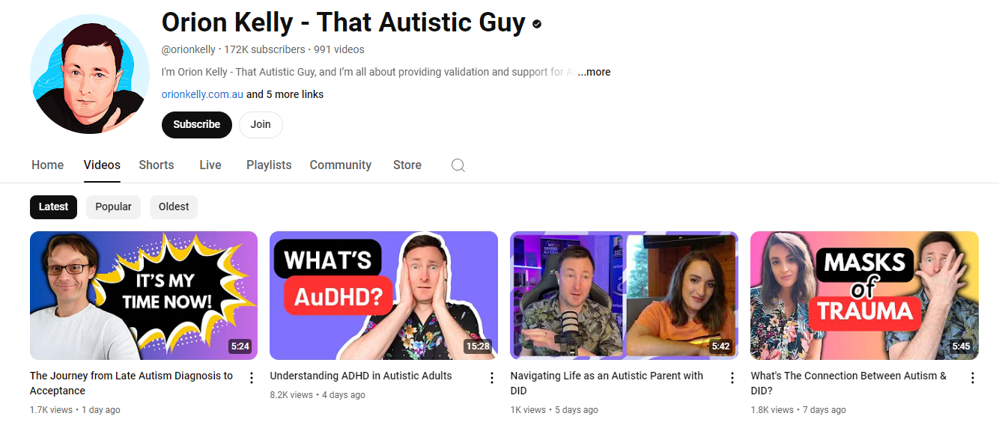 Orion Kelly - That Autistic Guy
@orionkelly · 172K subscribers · 991 videos
I'm Orion Kelly - That Autistic Guy, and I'm all about providing validation and support for A ...more
orionkelly.com.au and 5 more links
Subscribe Join
Home Videos Shorts Live Playlists Community Store
Latest Popular Oldest
IT'S MY
TIME NOW!
5:24
WHAT'S
AuDHD?
15:28
5:42
MASKS
of
TRAUMA
5:45
The Journey from Late Autism Diagnosis to
Acceptance
1.7K views · 1 day ago
Understanding ADHD in Autistic Adults
8.2K views · 4 days ago
Navigating Life as an Autistic Parent with
DID
1K views · 5 days ago
What's The Connection Between Autism &
DID?
1.8K views · 7 days ago